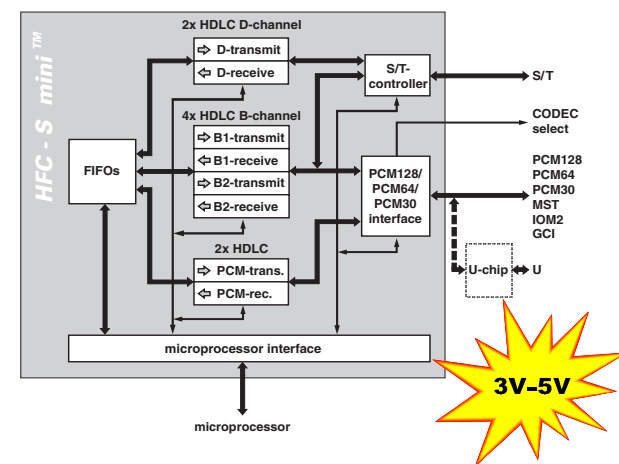 HFC - S mini™
2x HDLC D-channel
D-transmit
D-receive
S/T-
controller
S/T
4x HDLC B-channel
B1-transmit
B1-receive
B2-transmit
B2-receive
FIFOs
CODEC
select
PCM128/
PCM64/
PCM30
interface
PCM128
PCM64
PCM30
MST
IOM2
GCI
2x HDLC
PCM-trans.
PCM-rec.
U-chip
U
microprocessor interface
3V-5V
microprocessor